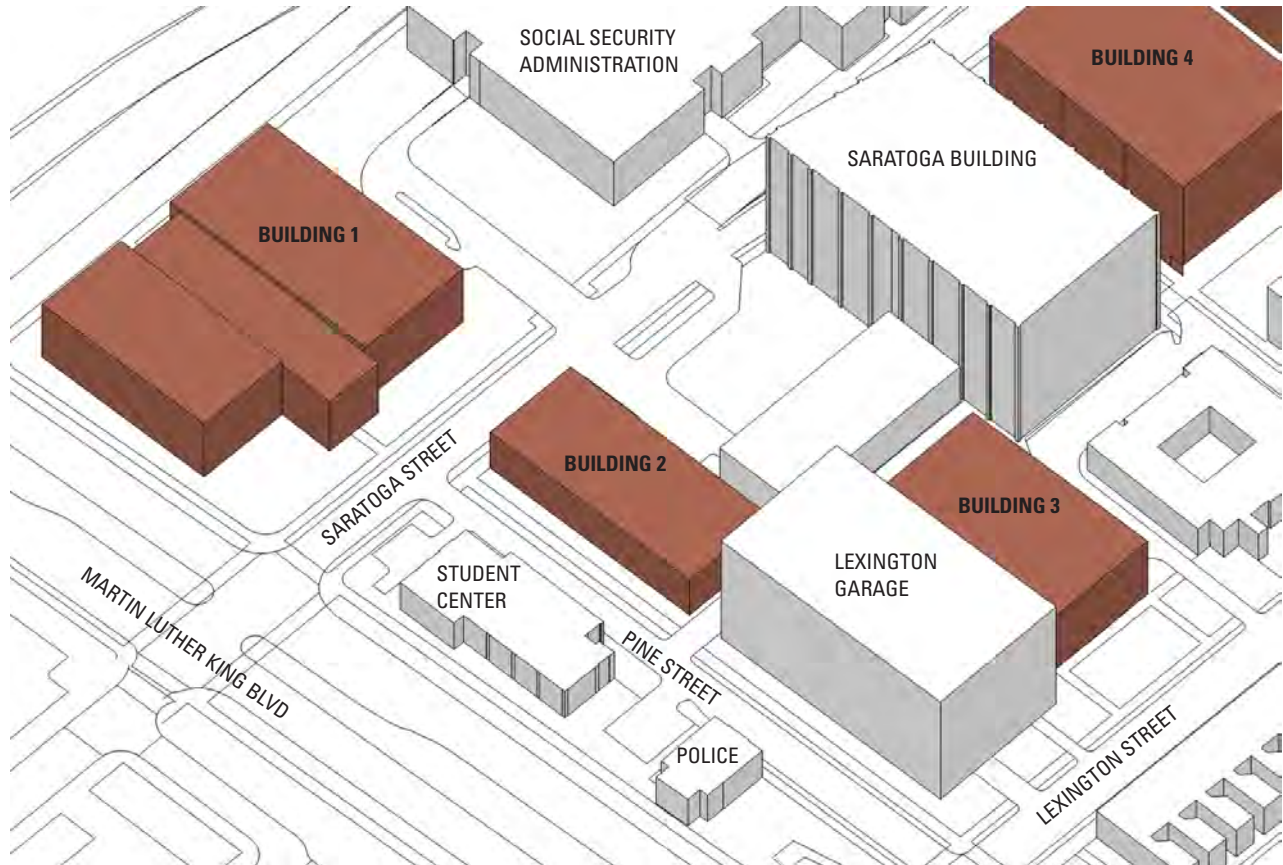 SOCIAL SECURITY
ADMINISTRATION
BUILDING 4
SARATOGA BUILDING
BUILDING 1
BUILDING 2
BUILDING 3
SARATOGA STREET
STUDENT
CENTER
LEXINGTON
GARAGE
MARTIN LUTHER KING BLVD
PINE STREET
POLICE
LEXINGTON STREET